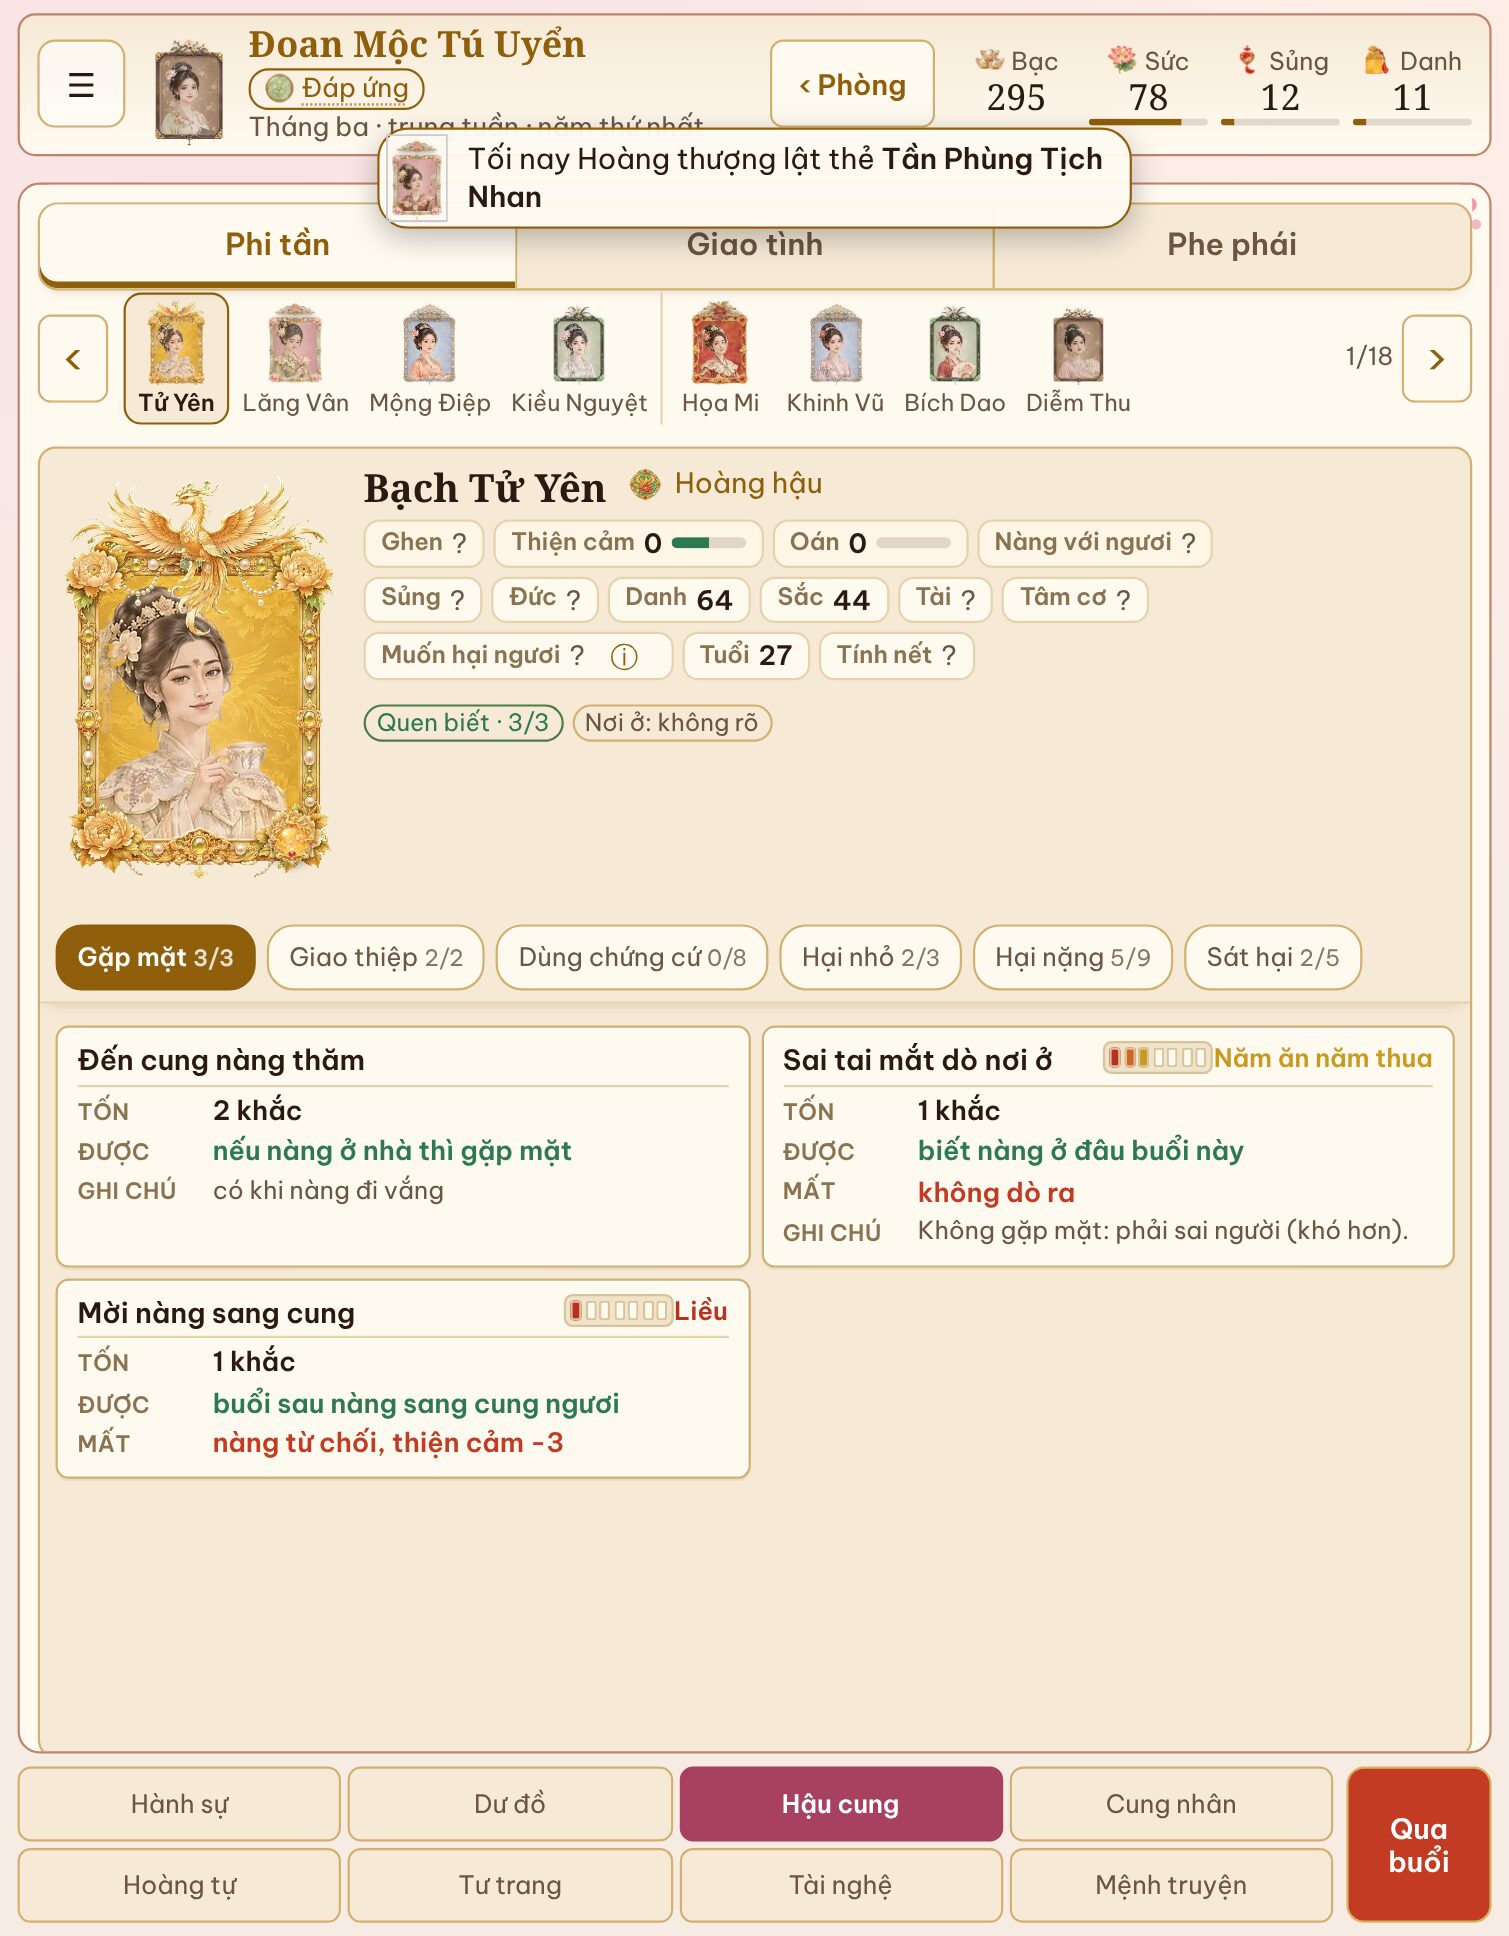 Đoan Mộc Tú Uyển
Đáp ứng
Tháng ba · trung tuần · năm thứ nhất
‹ Phòng
Bạc
295
Sức
78
Sủng
12
Danh
11
Tối nay Hoàng thượng lật thẻ Tần Phùng Tịch
Nhan
Phi tần
Giao tình
Phe phái
Tử Yên
Lăng Vân
Mộng Điệp
Kiều Nguyệt
Họa Mi
Khinh Vũ
Bích Dao
Diễm Thu
1/18
Bạch Tử Yên
Hoàng hậu
Ghen ?
Thiện cảm 0
Oán 0
Nàng với ngươi ?
Sủng ?
Đức ?
Danh 64
Sắc 44
Tài ?
Tâm cơ ?
Muốn hại ngươi ? ⓘ
Tuổi 27
Tính nết ?
Quen biết · 3/3
Nơi ở: không rõ
Gặp mặt 3/3
Giao thiệp 2/2
Dùng chứng cứ 0/8
Hại nhỏ 2/3
Hại nặng 5/9
Sát hại 2/5
Đến cung nàng thăm
TỐN 2 khắc
ĐƯỢC nếu nàng ở nhà thì gặp mặt
GHI CHÚ có khi nàng đi vắng
Sai tai mắt dò nơi ở
Năm ăn năm thua
TỐN 1 khắc
ĐƯỢC biết nàng ở đâu buổi này
MẤT không dò ra
GHI CHÚ Không gặp mặt: phải sai người (khó hơn).
Mời nàng sang cung
Liều
TỐN 1 khắc
ĐƯỢC buổi sau nàng sang cung ngươi
MẤT nàng từ chối, thiện cảm -3
Hành sự
Dư đồ
Hậu cung
Cung nhân
Qua
buổi
Hoàng tự
Tư trang
Tài nghệ
Mệnh truyện